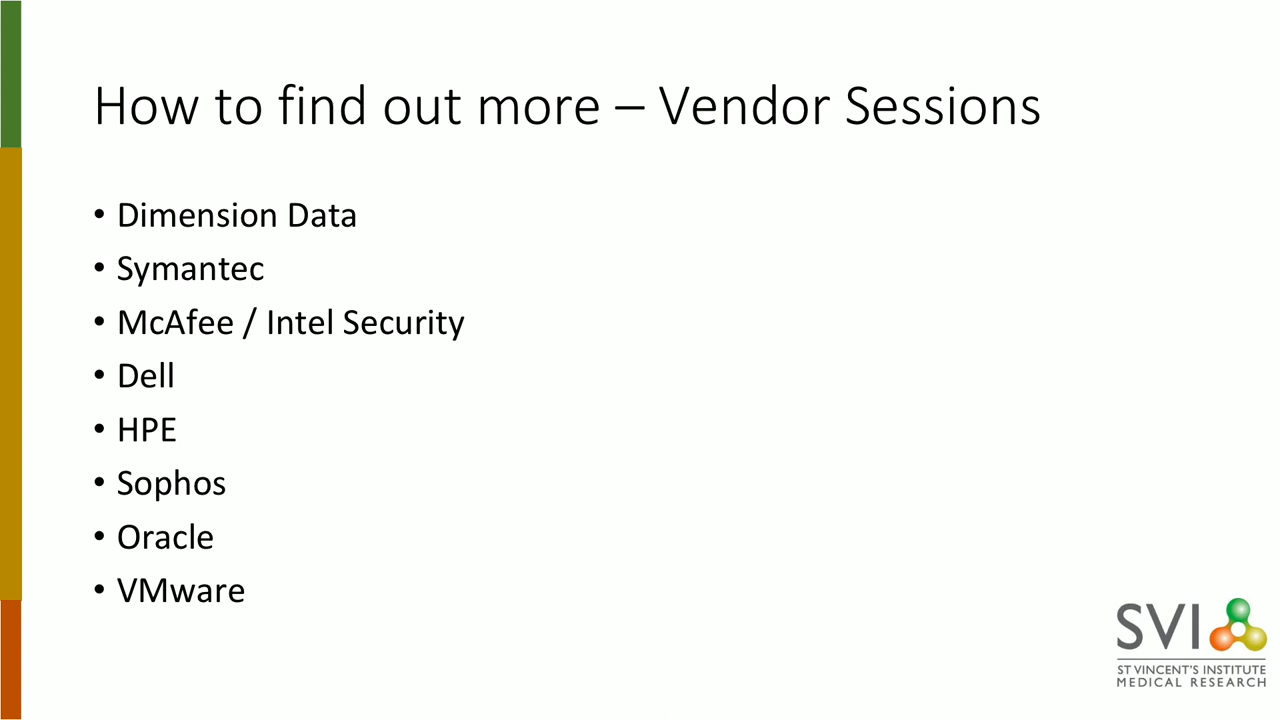 How to find out more – Vendor Sessions
• Dimension Data
• Symantec
• McAfee / Intel Security
• Dell
• HPE
• Sophos
• Oracle
• VMware
SVI
ST VINCENT'S INSTITUTE
MEDICAL RESEARCH